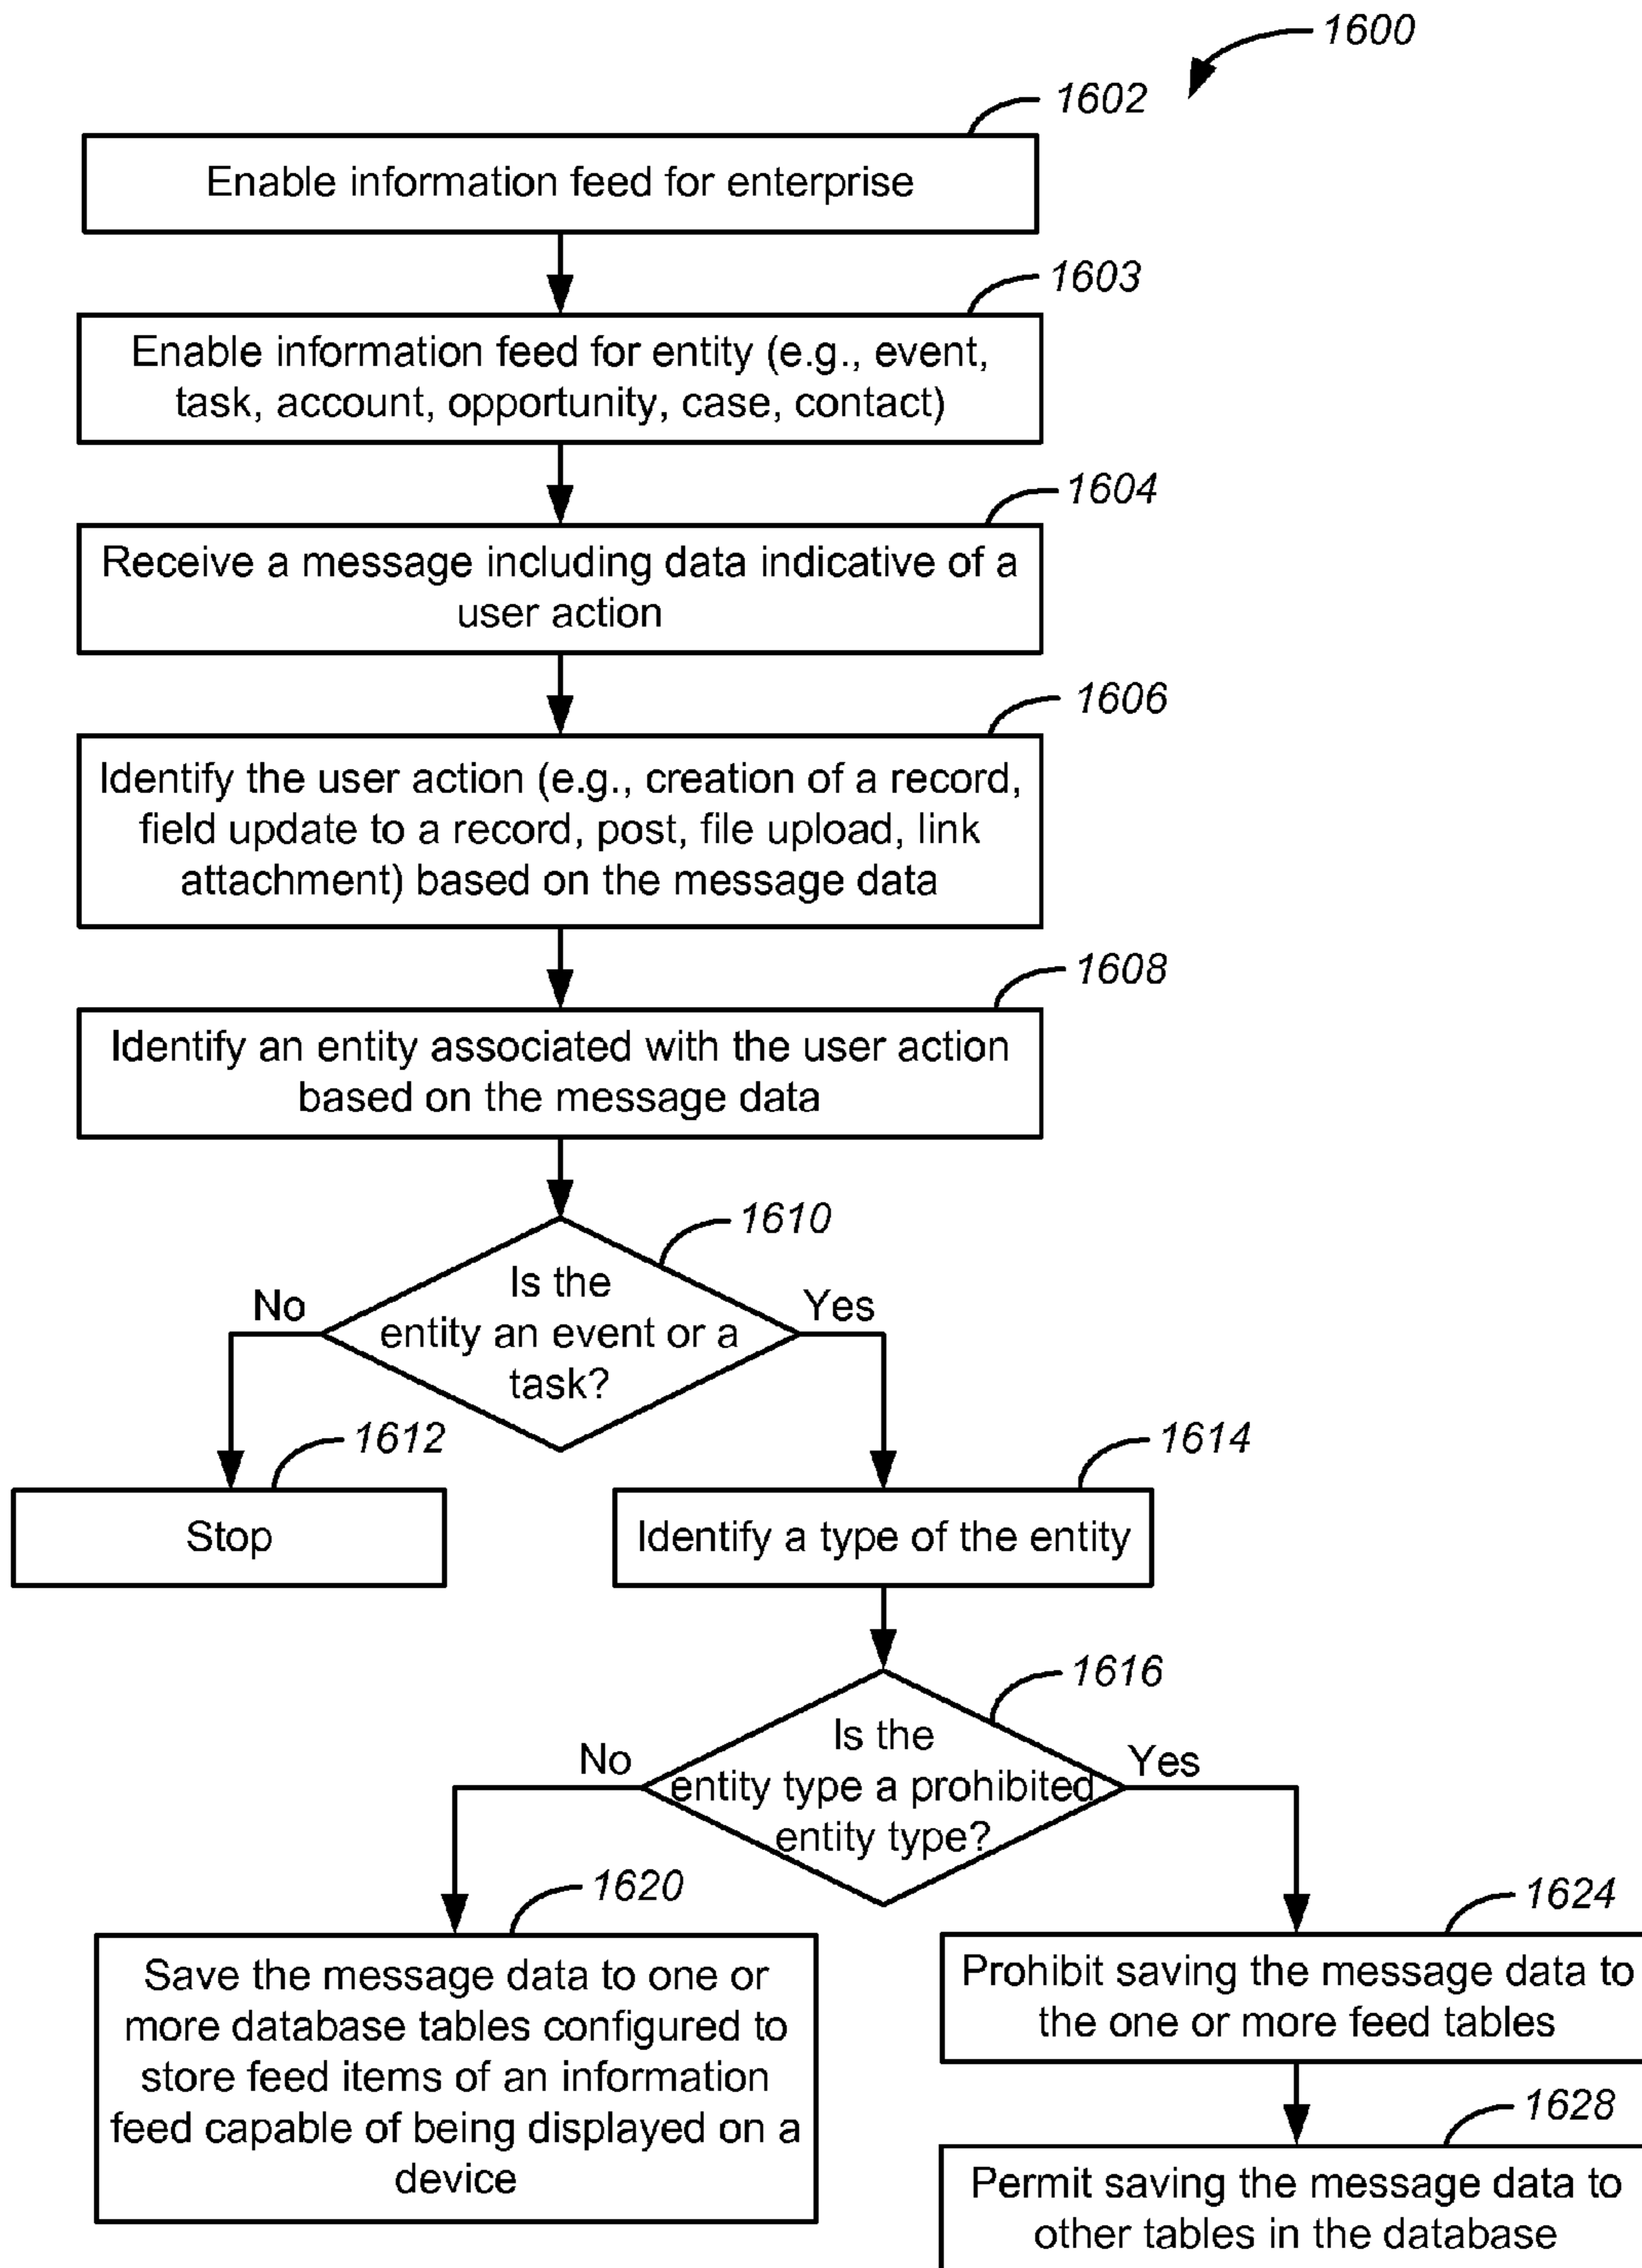 1600
1602
Enable information feed for enterprise
1603
Enable information feed for entity (e.g., event,
task, account, opportunity, case, contact)
1604
Receive a message including data indicative of a
user action
1606
Identify the user action (e.g., creation of a record,
field update to a record, post, file upload, link
attachment) based on the message data
1608
Identify an entity associated with the user action
based on the message data
1610
Is the
entity an event or a
task?
No
Yes
1612
Stop
1614
Identify a type of the entity
1616
Is the
entity type a prohibited
entity type?
No
Yes
1620
Save the message data to one or
more database tables configured to
store feed items of an information
feed capable of being displayed on a
device
1624
Prohibit saving the message data to
the one or more feed tables
1628
Permit saving the message data to
other tables in the database